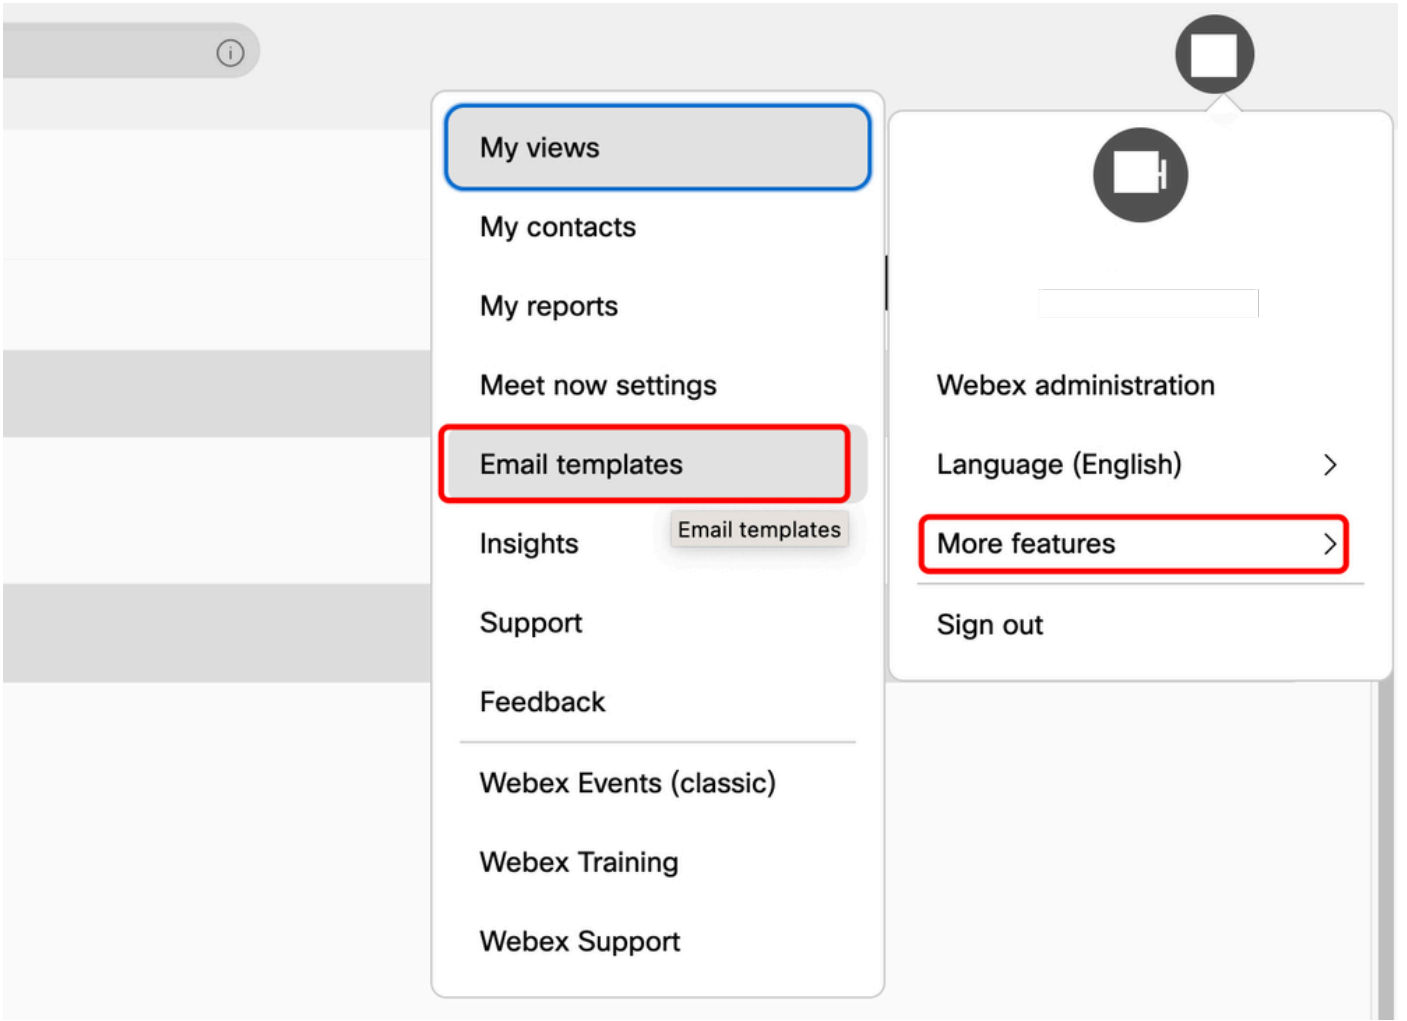 My views
My contacts
My reports
Meet now settings
Email templates
Email templates
Insights
Support
Feedback
Webex Events (classic)
Webex Training
Webex Support
Webex administration
Language (English)
More features
Sign out